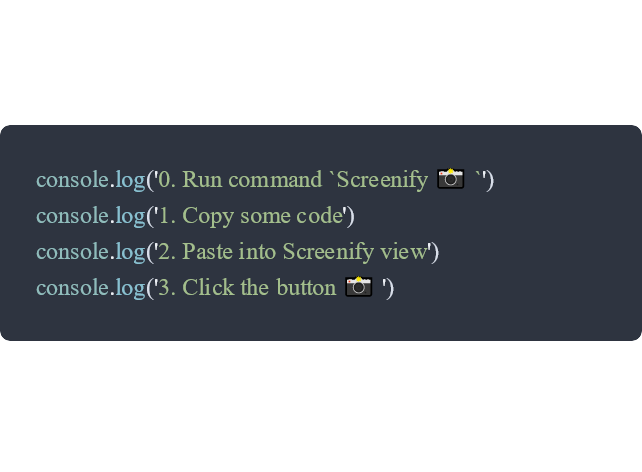 console.log('0. Run command `Screenify 📸 `')
console.log('1. Copy some code')
console.log('2. Paste into Screenify view')
console.log('3. Click the button 📸 ')